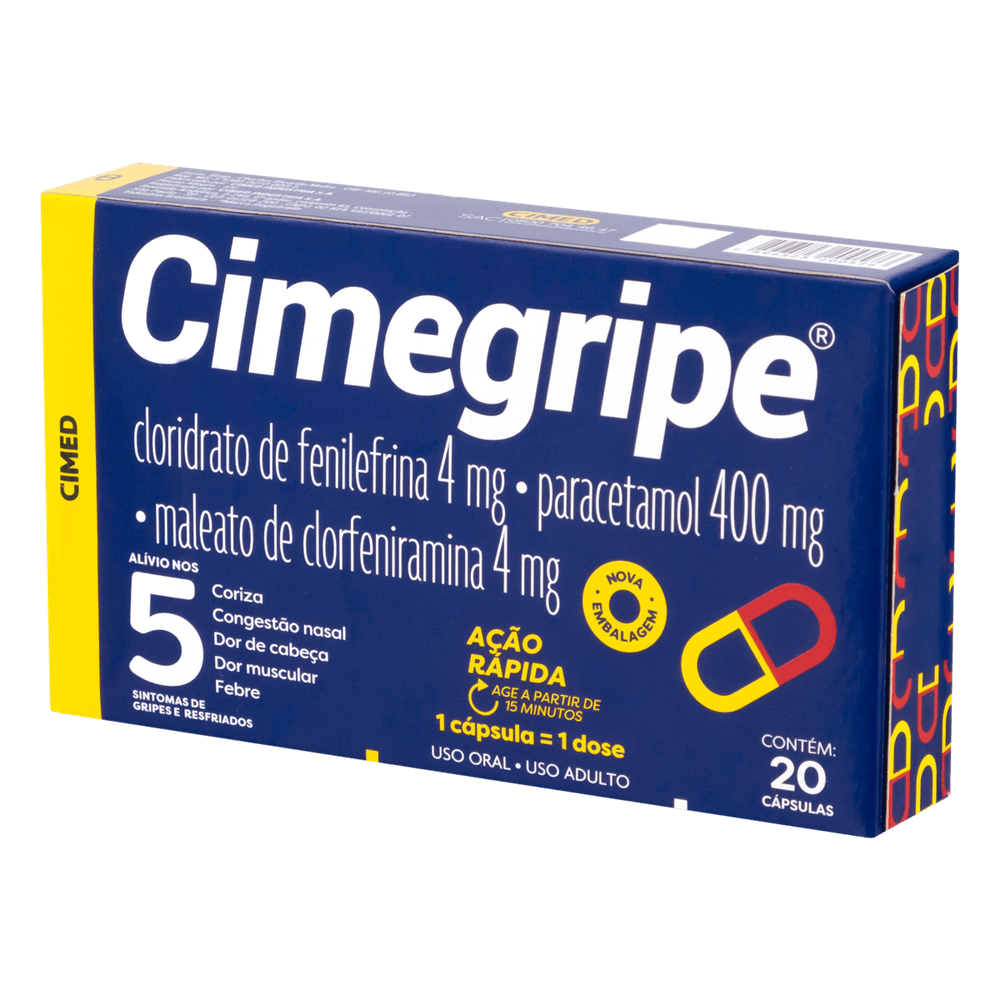 CIMED
SAC
CIMED
Cimegripe®
cloridrato de fenilefrina 4 mg • paracetamol 400 mg
• maleato de clorfeniramina 4 mg
ALÍVIO NOS
5
SINTOMAS DE
GRIPES E RESFRIADOS
Coriza
Congestão nasal
Dor de cabeça
Dor muscular
Febre
NOVA
EMBALAGEM
AÇÃO
RÁPIDA
AGE A PARTIR DE
15 MINUTOS
1 cápsula = 1 dose
USO ORAL • USO ADULTO
CONTÉM:
20
CÁPSULAS